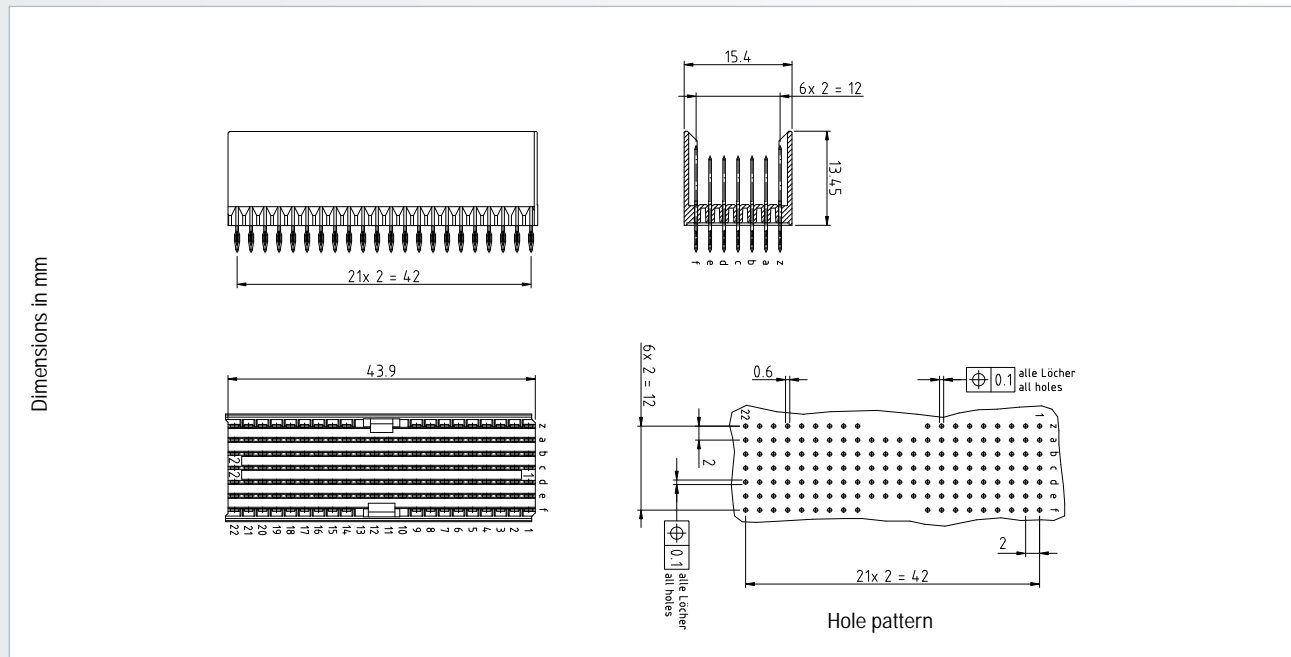 Dimensions in mm
21x 2 = 42
15.4
6x 2 = 12
13.45
f e d c b a z
43.9
z
a
b
c
d
e
f
22
1
22 21 20 19 18 17 16 15 14 13 12 11 10 9 8 7 6 5 4 3 2 1
6x 2 = 12
0.6
0.1 alle Löcher
all holes
22
1
z
a
b
c
d
e
f
2
0.1 alle Löcher
all holes
2
21x 2 = 42
Hole pattern